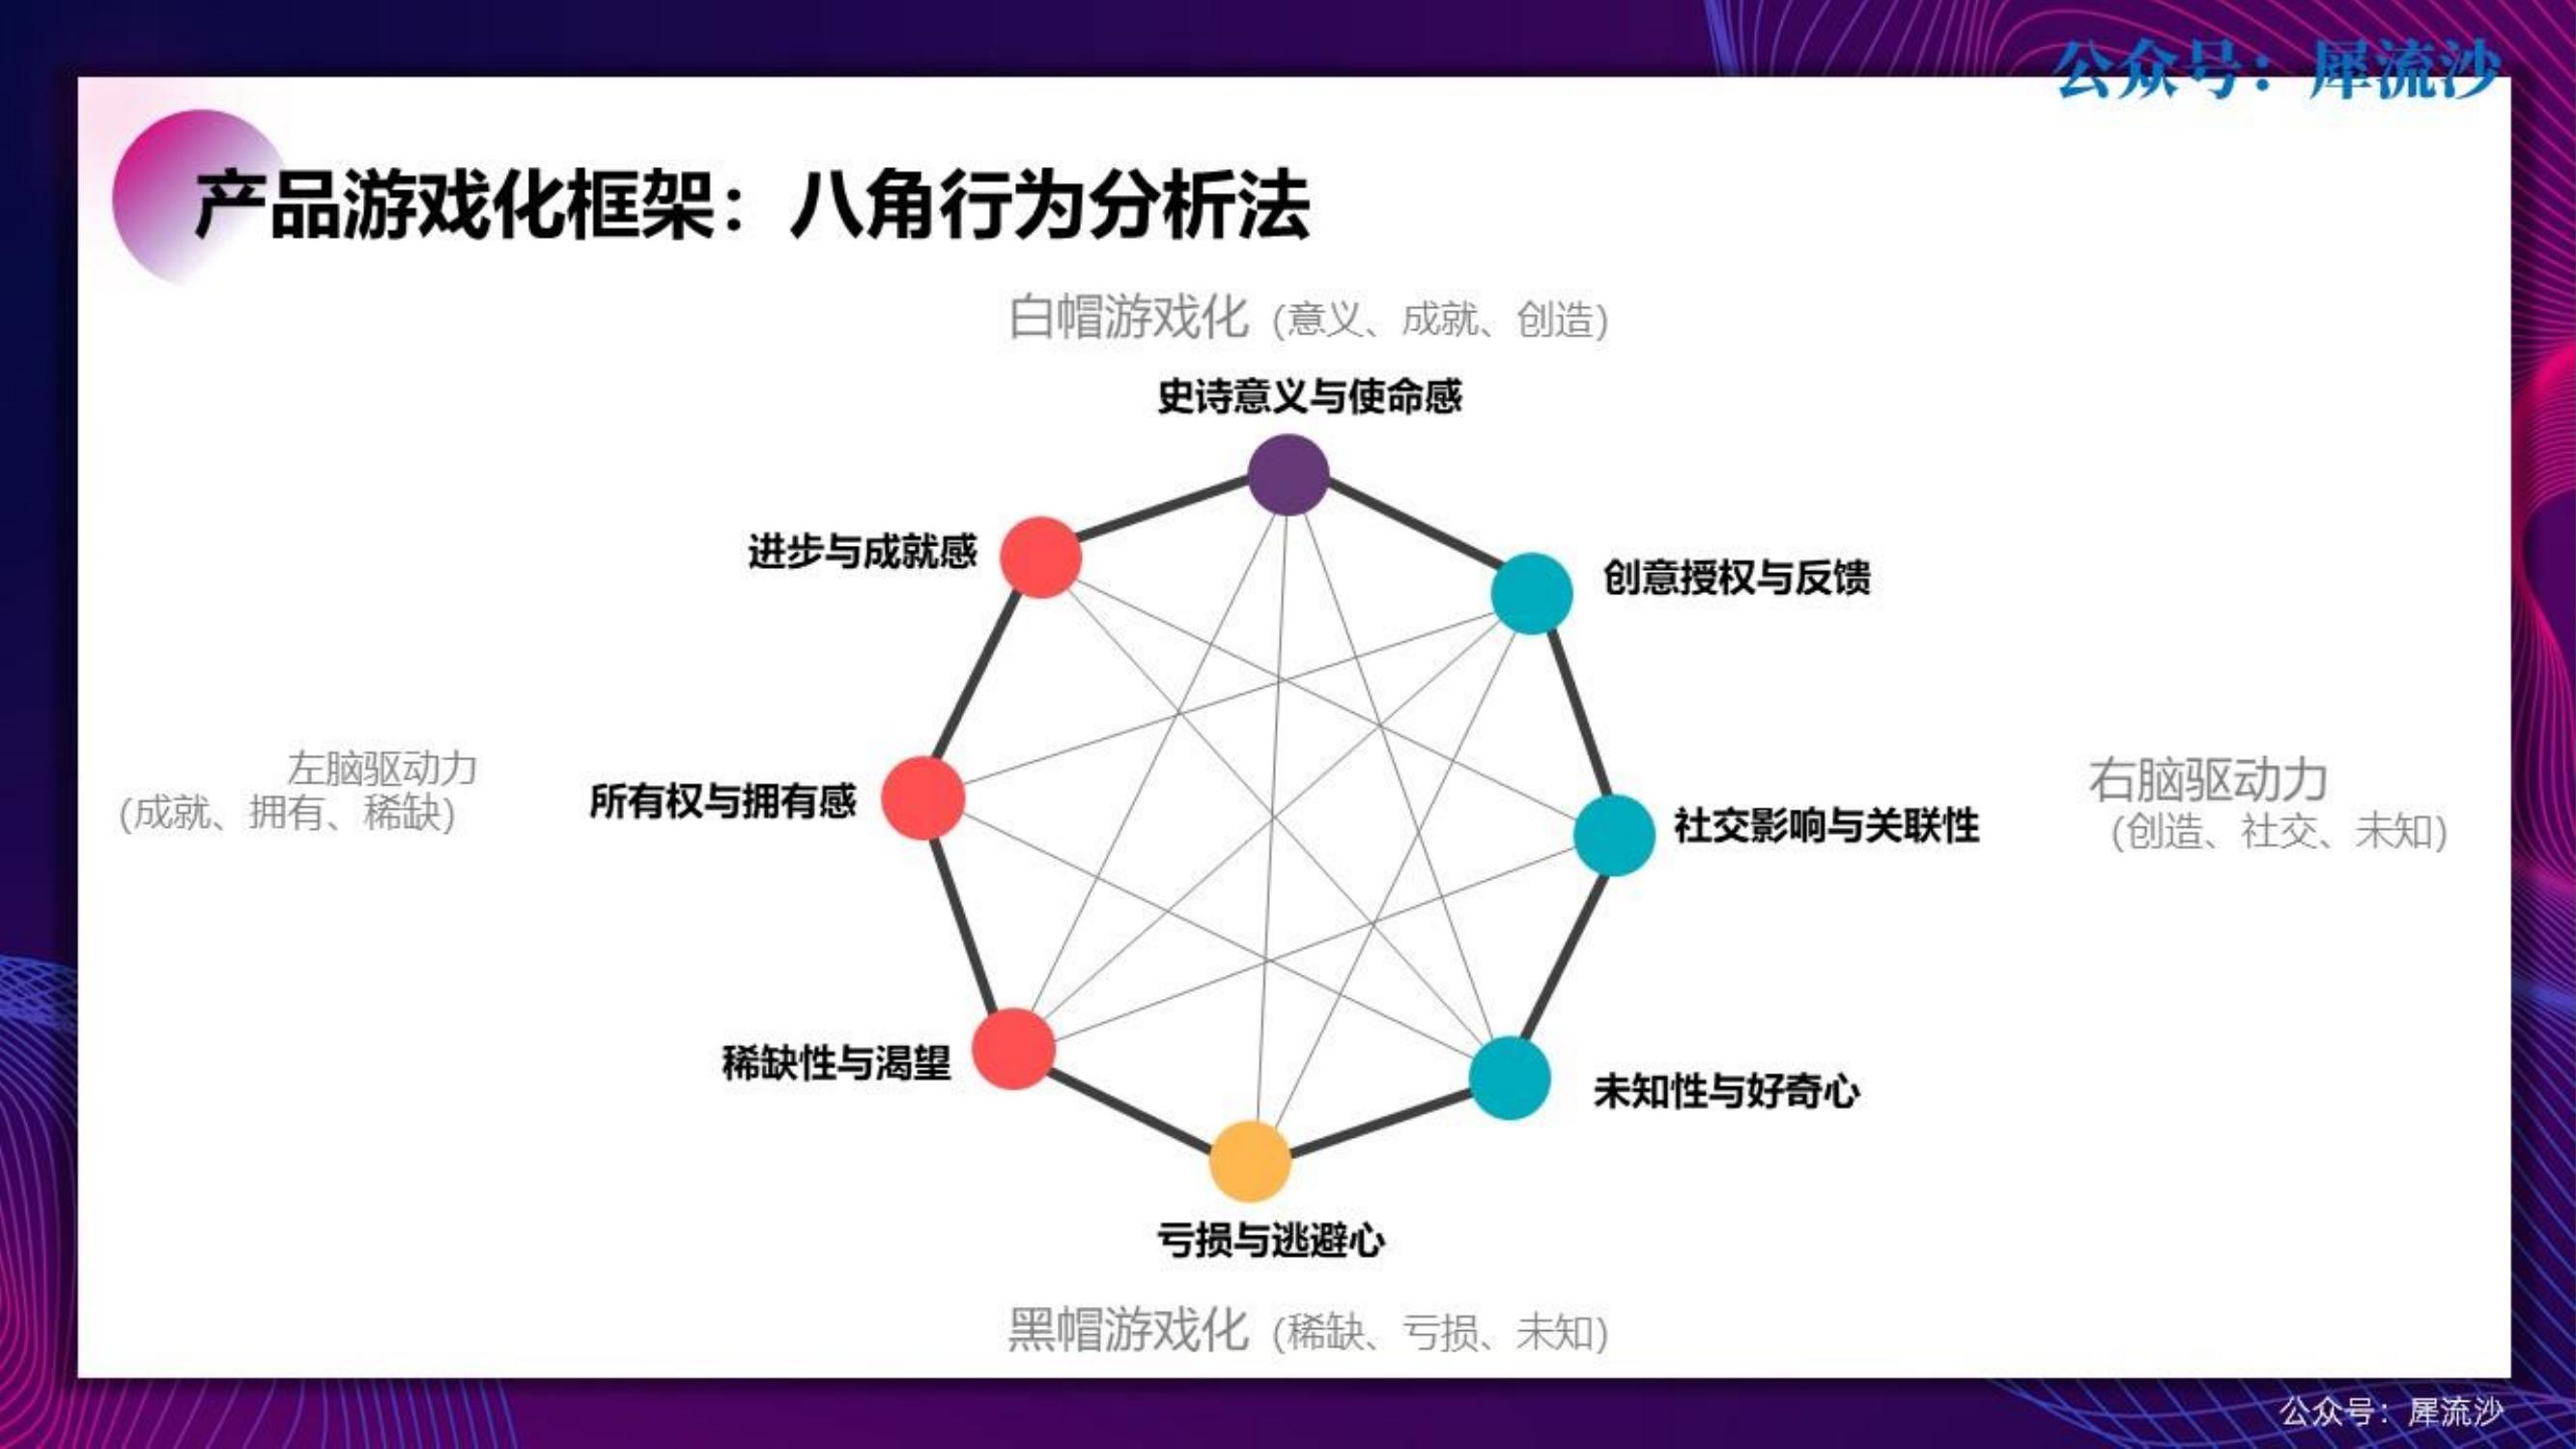 公众号：犀流沙
产品游戏化框架：八角行为分析法
白帽游戏化（意义、成就、创造）
史诗意义与使命感
进步与成就感
创意授权与反馈
左脑驱动力
（成就、拥有、稀缺）
所有权与拥有感
社交影响与关联性
右脑驱动力
（创造、社交、未知）
稀缺性与渴望
未知性与好奇心
亏损与逃避心
黑帽游戏化（稀缺、亏损、未知）
公众号：犀流沙